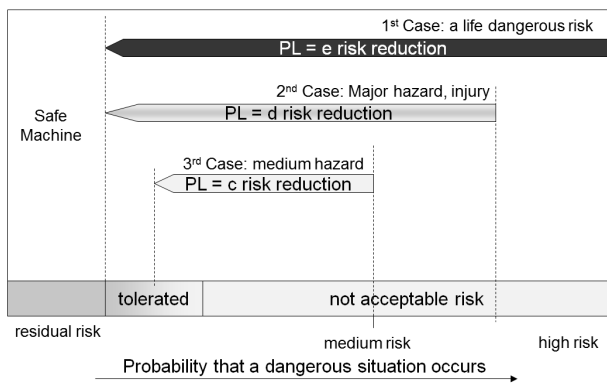 1st Case: a life dangerous risk
PL = e risk reduction
2nd Case: Major hazard, injury
Safe
Machine
PL = d risk reduction
3rd Case: medium hazard
PL = c risk reduction
tolerated
not acceptable risk
residual risk
medium risk
high risk
Probability that a dangerous situation occurs